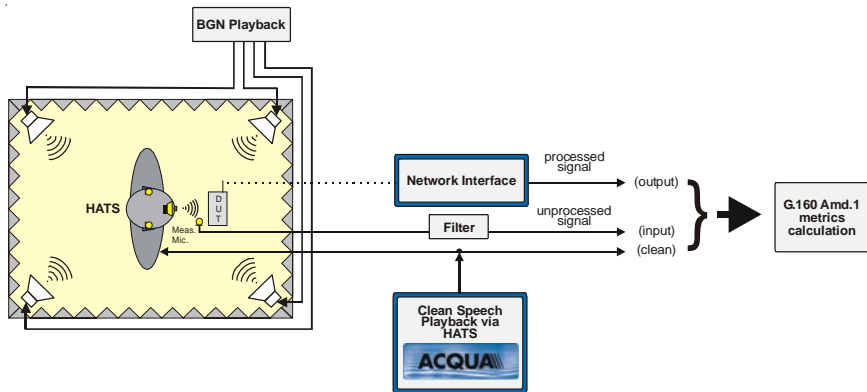 BGN Playback
HATS
D
U
T
Meas.
Mic.
Network Interface
processed
signal
(output)
Filter
unprocessed
signal
(input)
(clean)
G.160 Amd.1
metrics
calculation
Clean Speech
Playback via
HATS
ACQUA